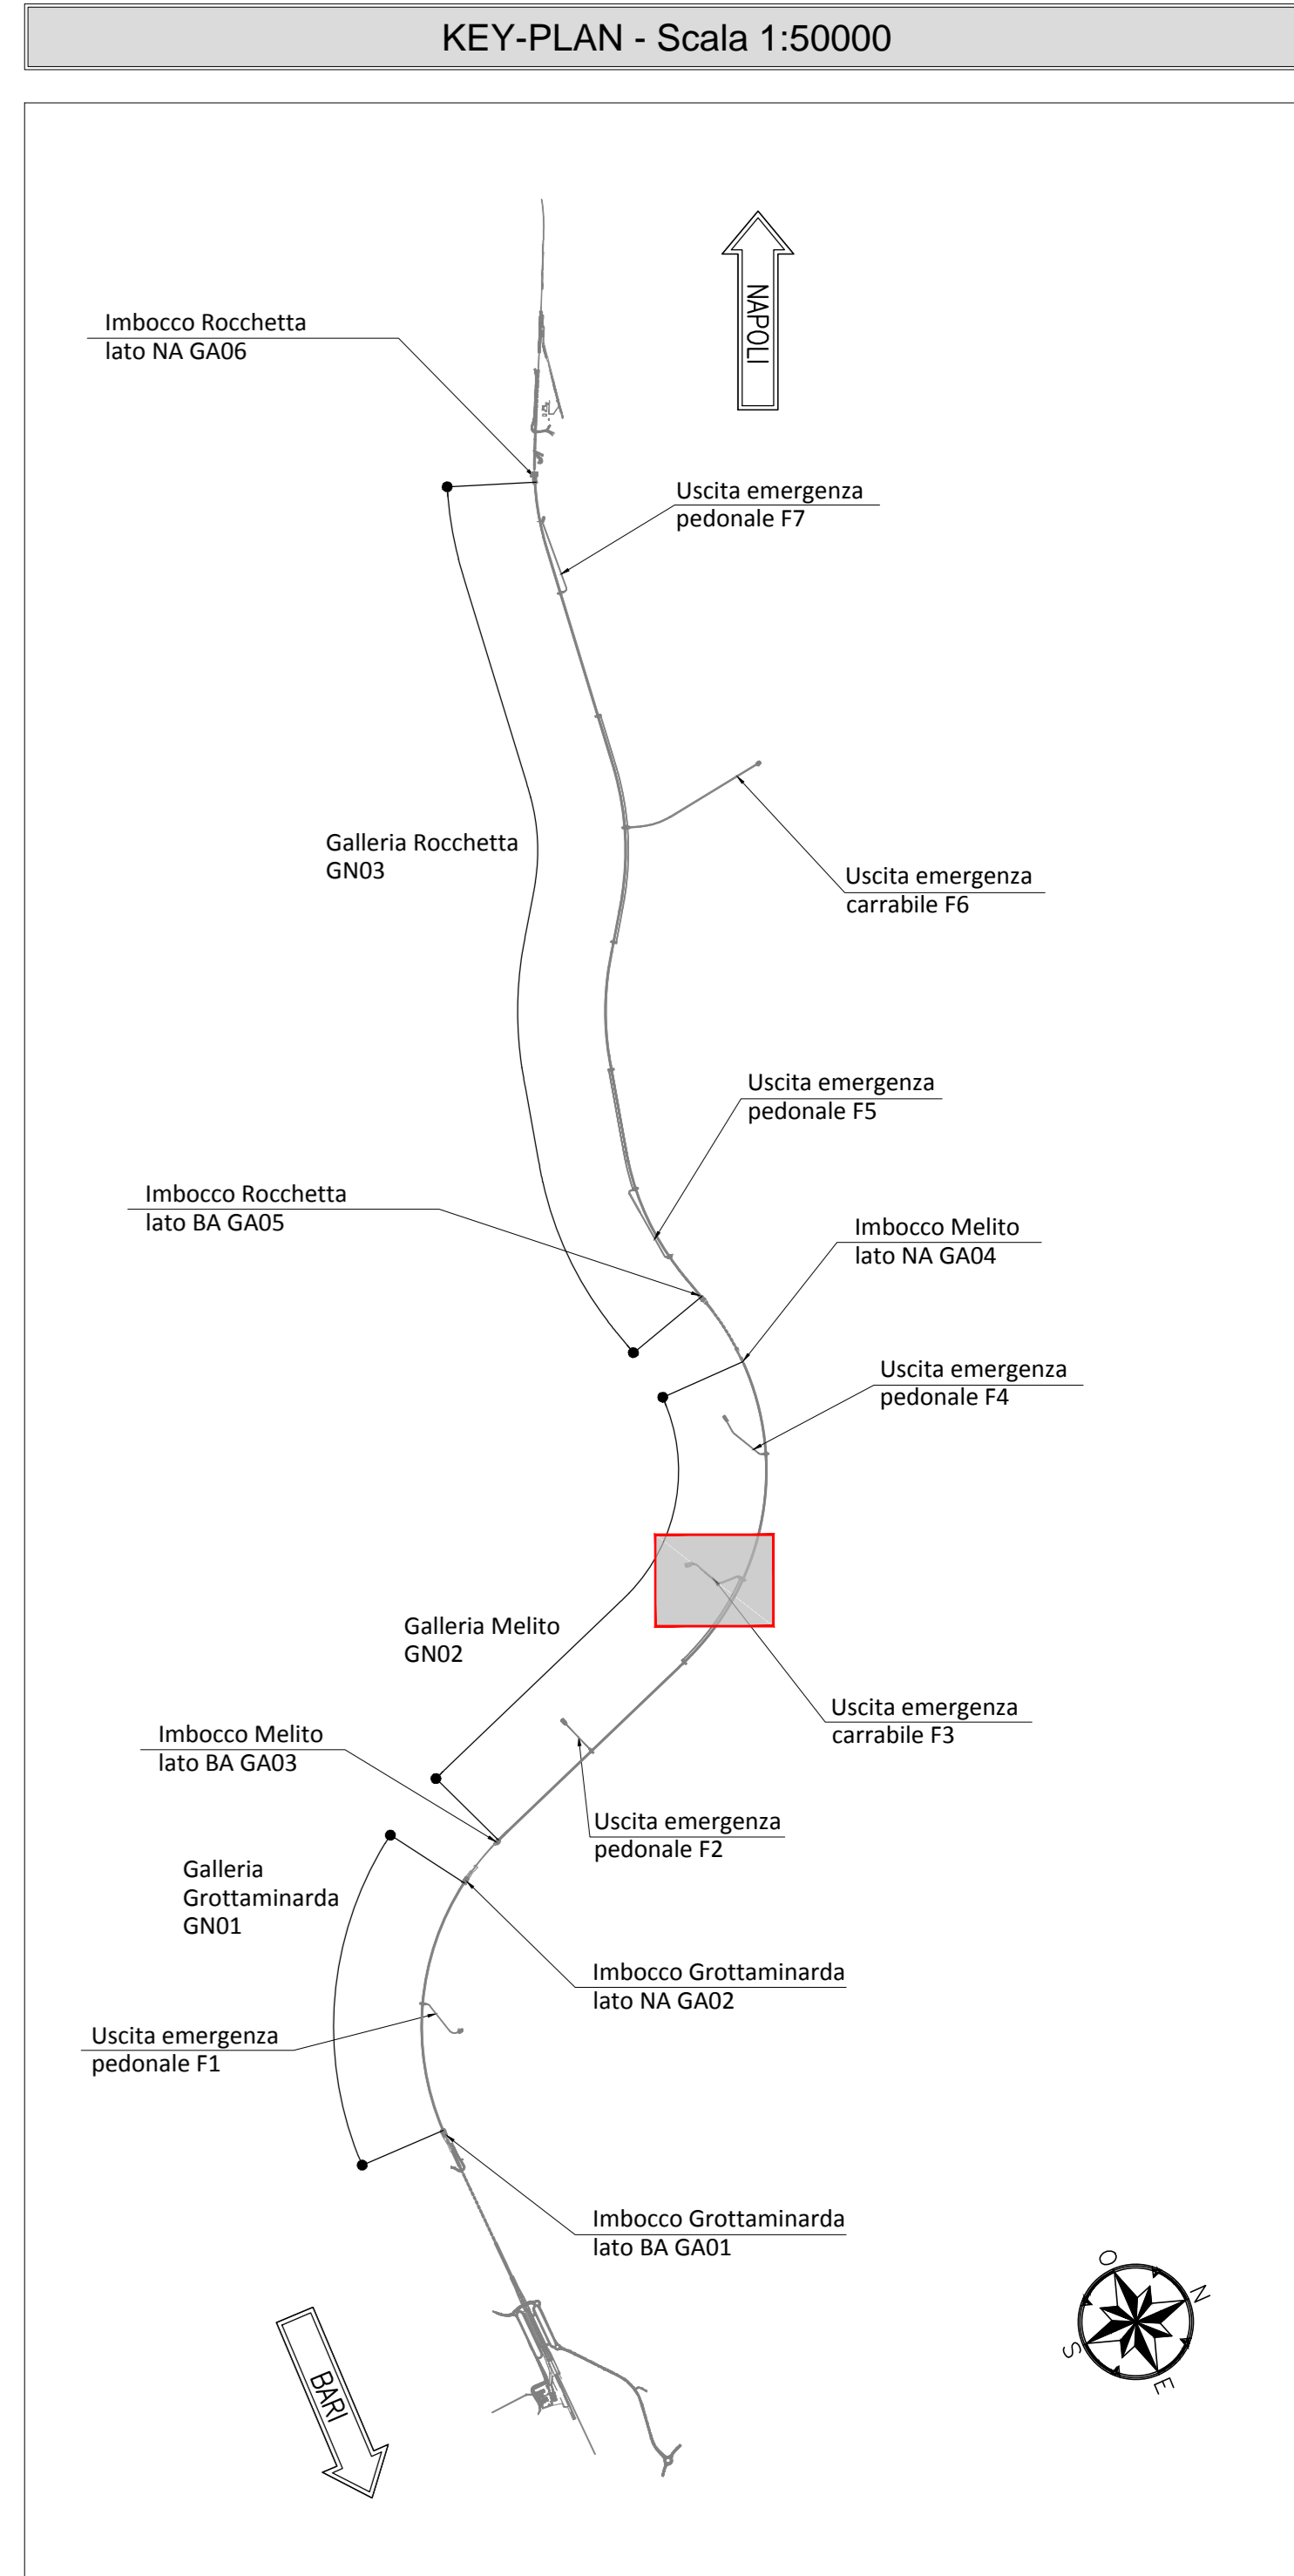 KEY-PLAN - Scala 1:50000
NAPOLI
Imbocco Rocchetta
lato NA GA06
Uscita emergenza
pedonale F7
Galleria Rocchetta
GN03
Uscita emergenza
carrabile F6
Uscita emergenza
pedonale F5
Imbocco Rocchetta
lato BA GA05
Imbocco Melito
lato NA GA04
Uscita emergenza
pedonale F4
Galleria Melito
GN02
Uscita emergenza
carrabile F3
Imbocco Melito
lato BA GA03
Uscita emergenza
pedonale F2
Galleria
Grottaminarda
GN01
Imbocco Grottaminarda
lato NA GA02
Uscita emergenza
pedonale F1
Imbocco Grottaminarda
lato BA GA01
O
N
S
E
BARI